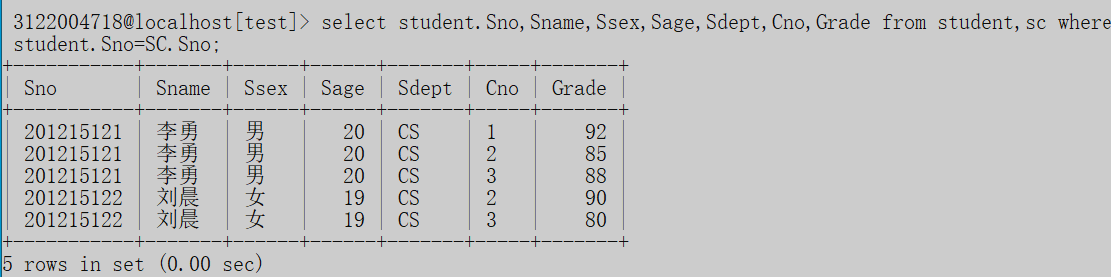 3122004718@localhost[test]> select student.Sno,Sname,Ssex,Sage,Sdept,Cno,Grade from student,sc where
student.Sno=SC.Sno;
+-----------+-------+------+------+-------+-----+-------+
| Sno | Sname | Ssex | Sage | Sdept | Cno | Grade |
+-----------+-------+------+------+-------+-----+-------+
| 201215121 | 李勇 | 男 | 20 | CS | 1 | 92 |
| 201215121 | 李勇 | 男 | 20 | CS | 2 | 85 |
| 201215121 | 李勇 | 男 | 20 | CS | 3 | 88 |
| 201215122 | 刘晨 | 女 | 19 | CS | 2 | 90 |
| 201215122 | 刘晨 | 女 | 19 | CS | 3 | 80 |
+-----------+-------+------+------+-------+-----+-------+
5 rows in set (0.00 sec)